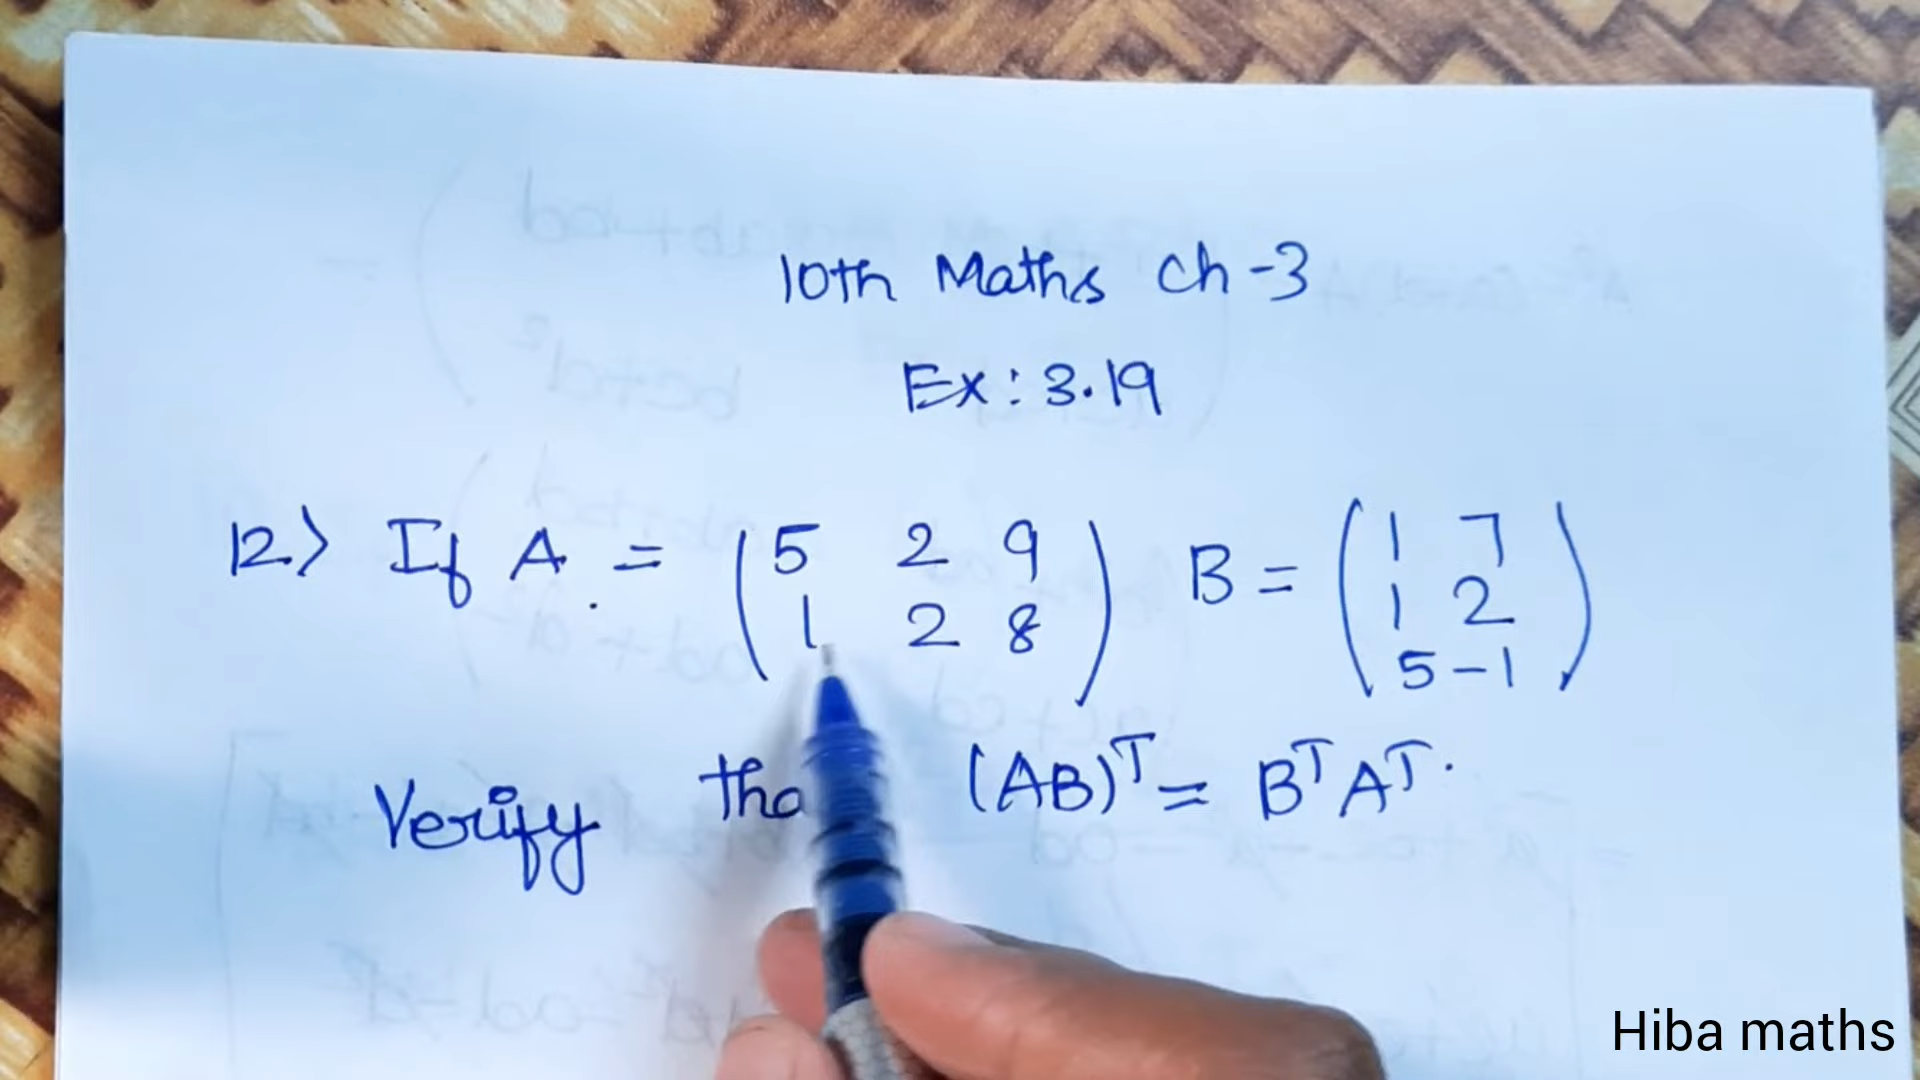 10th Maths Ch-3
Ex: 3.19
12) If A = (5 2 9 B = (1 7
1 2 8) 1 2
5 -1)
Verify tha (AB)ᵀ = BᵀAᵀ.
Hiba maths